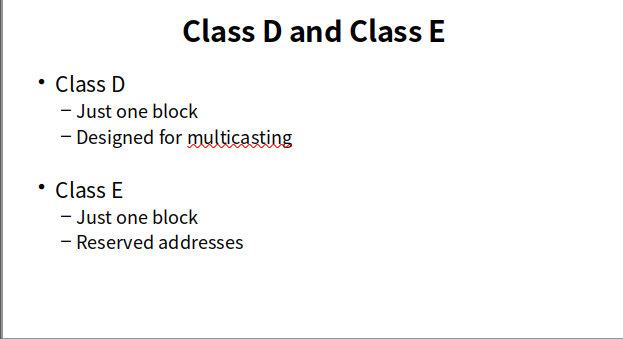 Class D and Class E
• Class D
– Just one block
– Designed for multicasting
• Class E
– Just one block
– Reserved addresses